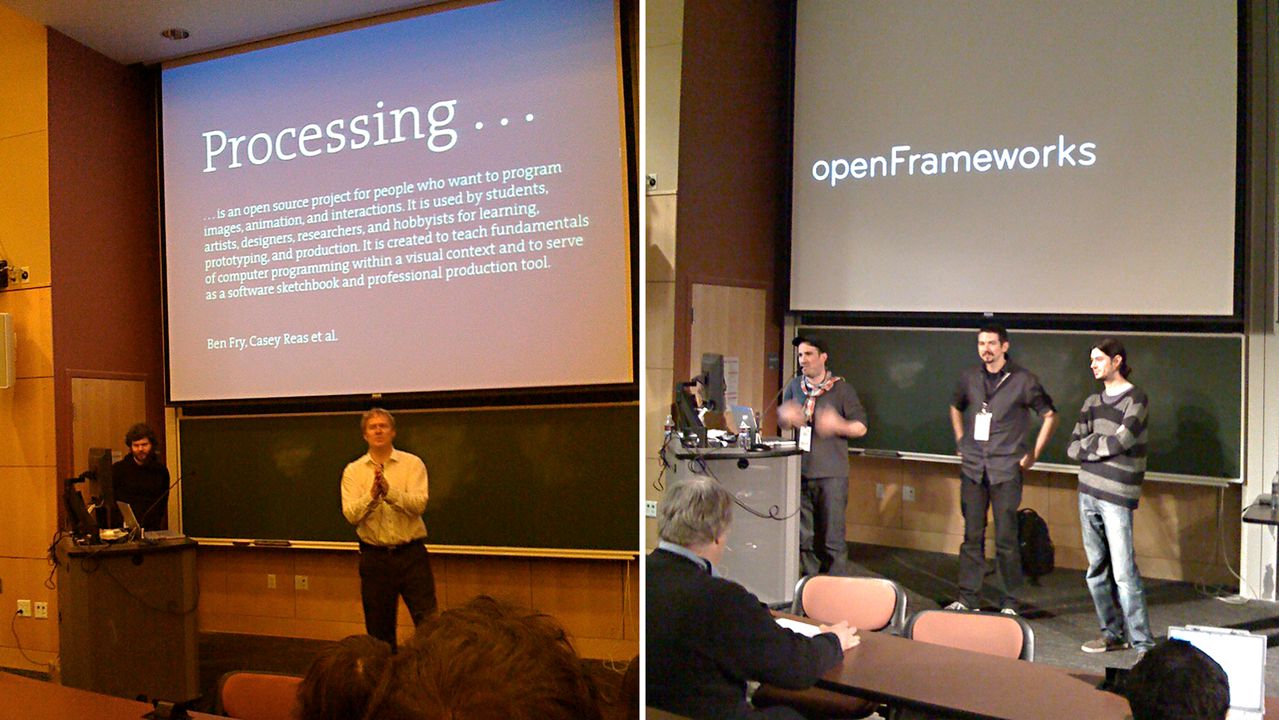 Processing . . .
. . . is an open source project for people who want to program
images, animation, and interactions. It is used by students,
artists, designers, researchers, and hobbyists for learning,
prototyping, and production. It is created to teach fundamentals
of computer programming within a visual context and to serve
as a software sketchbook and professional production tool.
Ben Fry, Casey Reas et al.
openFrameworks